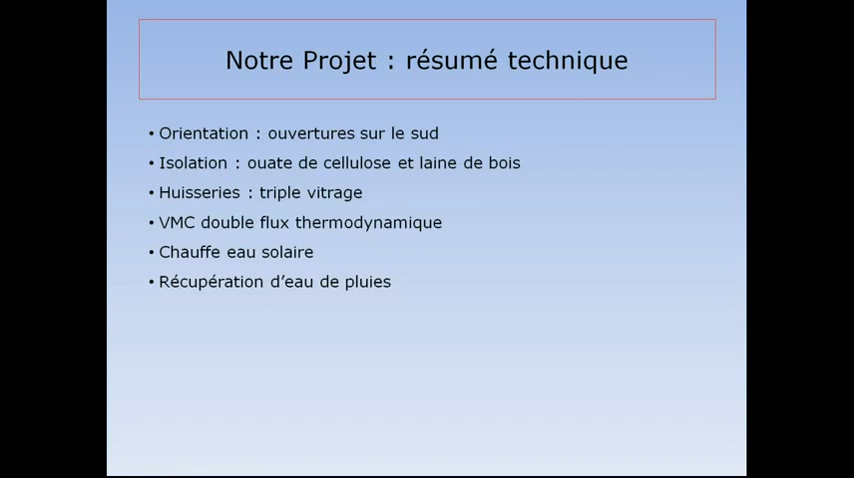 Notre Projet : résumé technique
• Orientation : ouvertures sur le sud
• Isolation : ouate de cellulose et laine de bois
• Huisseries : triple vitrage
• VMC double flux thermodynamique
• Chauffe eau solaire
• Récupération d’eau de pluies